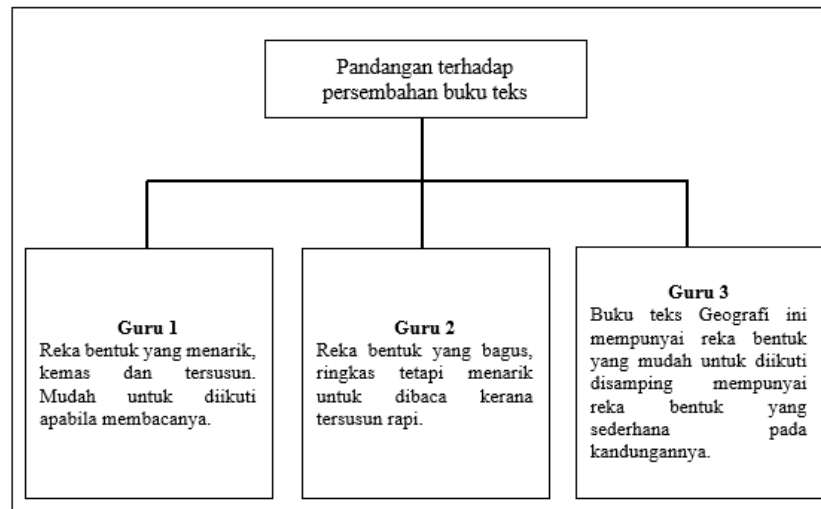 Pandangan terhadap
persembahan buku teks
Guru 1
Reka bentuk yang menarik,
kemas dan tersusun.
Mudah untuk diikuti
apabila membacanya.
Guru 2
Reka bentuk yang bagus,
ringkas tetapi menarik
untuk dibaca kerana
tersusun rapi.
Guru 3
Buku teks Geografi ini
mempunyai reka bentuk
yang mudah untuk diikuti
disamping mempunyai
reka bentuk yang
sederhana pada
kandungannya.